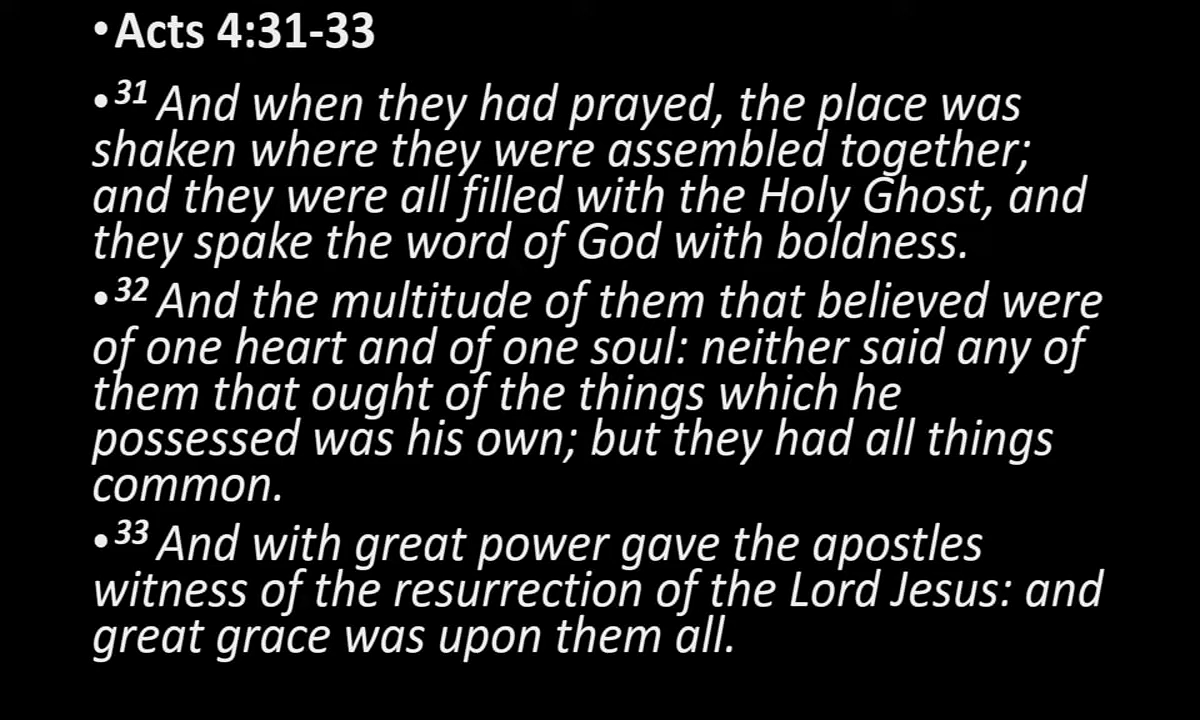 •Acts 4:31-33
•31 And when they had prayed, the place was
shaken where they were assembled together;
and they were all filled with the Holy Ghost, and
they spake the word of God with boldness.
•32 And the multitude of them that believed were
of one heart and of one soul: neither said any of
them that ought of the things which he
possessed was his own; but they had all things
common.
•33 And with great power gave the apostles
witness of the resurrection of the Lord Jesus: and
great grace was upon them all.